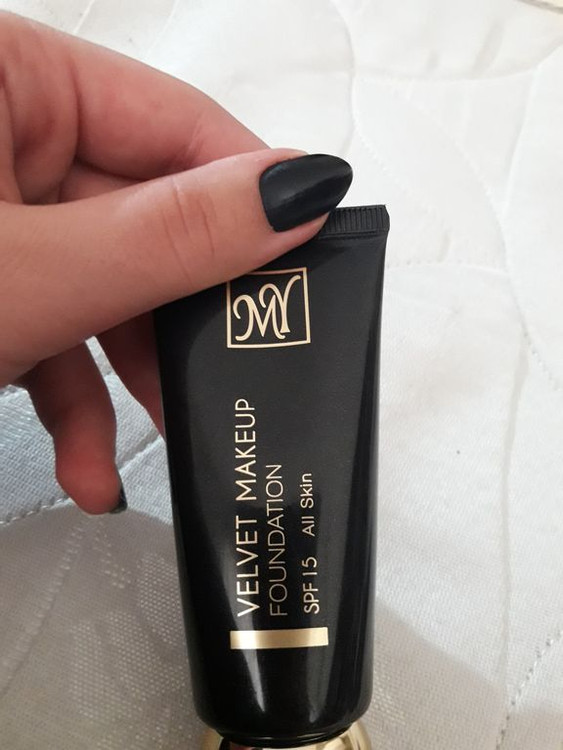 MY
VELVET MAKEUP
FOUNDATION
SPF 15 All Skin